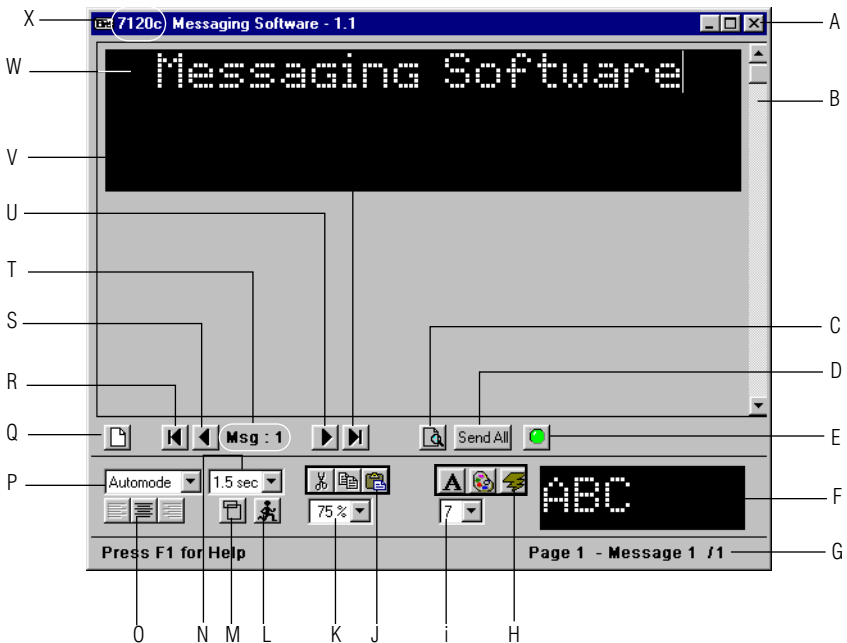 X
7120c Messaging Software - 1.1
A
W
Messaging Software
B
V
U
T
S
C
D
R
Q
Msg : 1
Send All
E
P
Automode
1.5 sec
ABC
F
75 %
A
7
Press F1 for Help
Page 1 - Message 1 /1
G
O
N
M
L
K
J
i
H